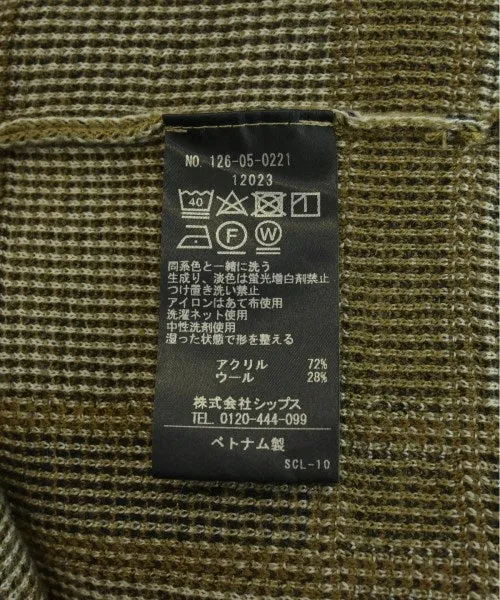 NO. 126-05-0221
12023
40
F W
同系色と一緒に洗う
生成り、淡色は蛍光増白剤禁止
つけ置き洗い禁止
アイロンはあて布使用
洗濯ネット使用
中性洗剤使用
湿った状態で形を整える
アクリル 72%
ウール 28%
株式会社シップス
TEL. 0120-444-099
ベトナム製
SCL-10